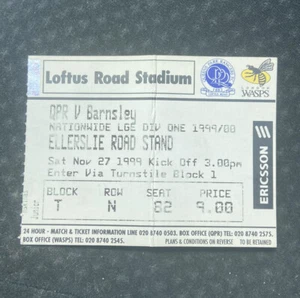 Loftus Road Stadium
WASPS
QPR V Barnsley
NATIONWIDE LGE DIV ONE 1999/00
ELLERSLIE ROAD STAND
Sat Nov 27 1999 Kick Off 3.00pm
Enter Via Turnstile Block 1
BLOCK ROW SEAT PRICE
T N 82 9.00
ERICSSON
24 HOUR - MATCH & TICKET INFORMATION LINE 020 8740 0503. BOX OFFICE (QPR) TEL: 020 8740 2575.
BOX OFFICE (WASPS) TEL: 020 8740 2545. PLANS & CONDITIONS ON REVERSE TO BE RETAINED